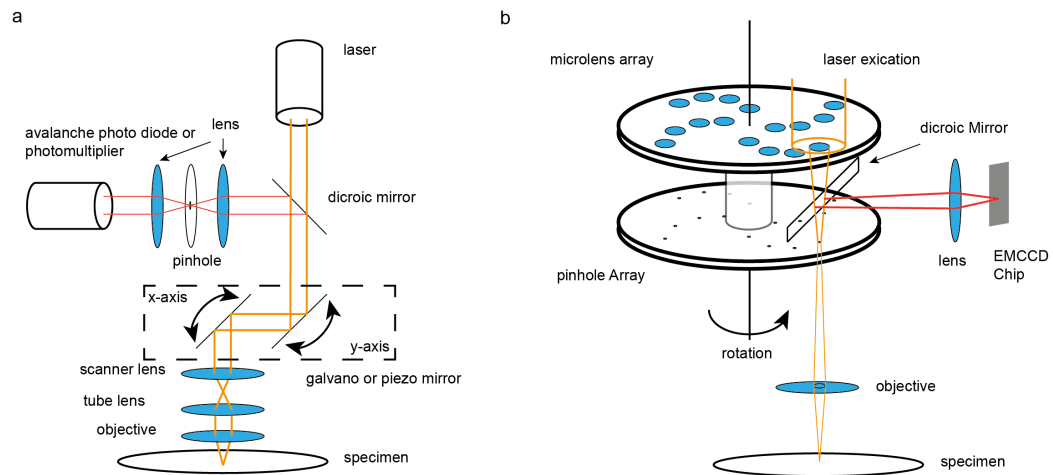 a
laser
avalanche photo diode or
photomultiplier
lens
dicroic mirror
pinhole
x-axis
y-axis
scanner lens
galvano or piezo mirror
tube lens
objective
specimen
b
microlens array
laser exication
dicroic Mirror
lens
EMCCD
Chip
pinhole Array
rotation
objective
specimen